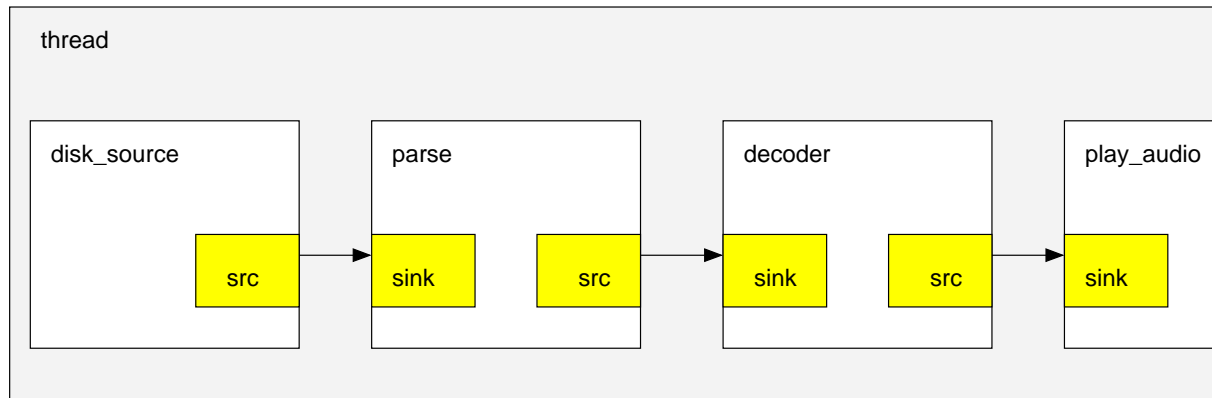 thread
disk_source
parse
decoder
play_audio
src
sink
src
sink
src
sink